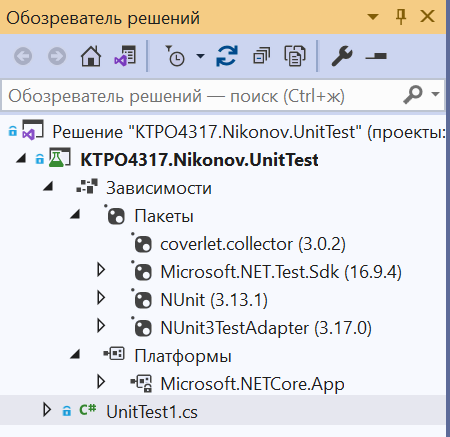 Обозреватель решений
Обозреватель решений — поиск (Ctrl+ж)
Решение "KTPO4317.Nikonov.UnitTest" (проекты:
KTPO4317.Nikonov.UnitTest
Зависимости
Пакеты
coverlet.collector (3.0.2)
Microsoft.NET.Test.Sdk (16.9.4)
NUnit (3.13.1)
NUnit3TestAdapter (3.17.0)
Платформы
Microsoft.NETCore.App
C# UnitTest1.cs